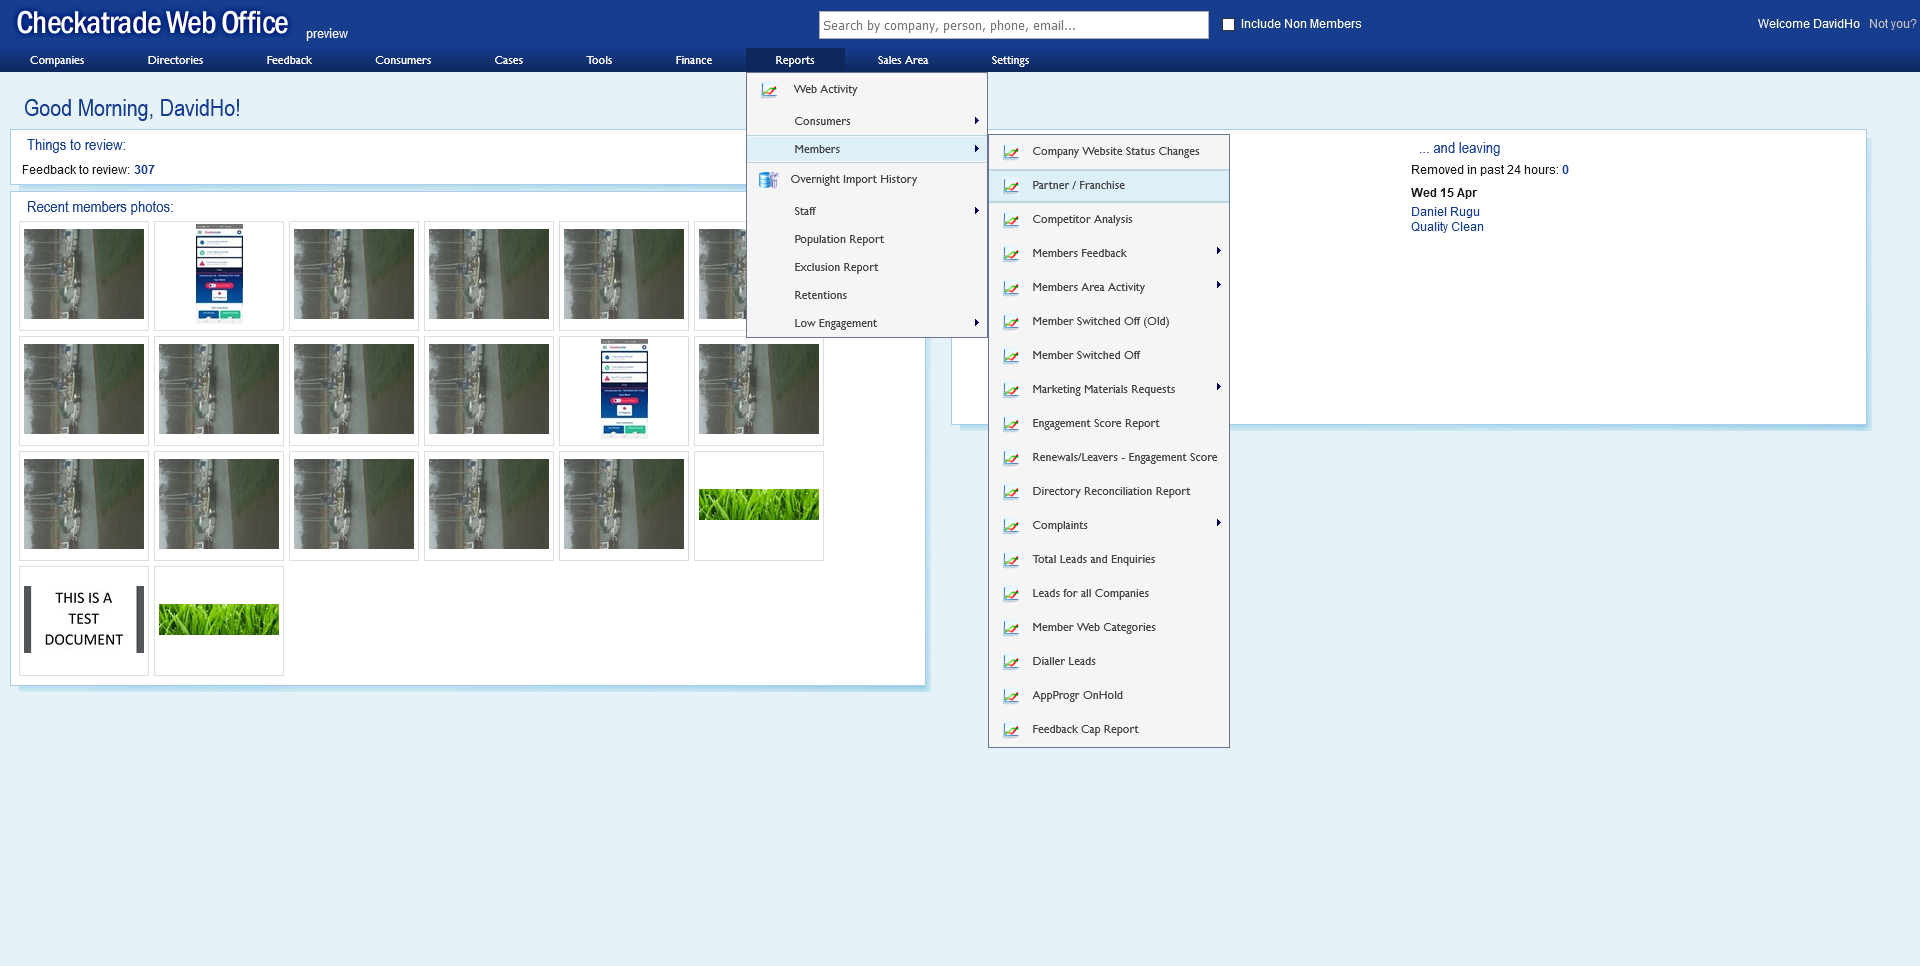 Checkatrade Web Office
preview
Search by company, person, phone, email...
Include Non Members
Welcome DavidHo Not you?
Companies
Directories
Feedback
Consumers
Cases
Tools
Finance
Reports
Sales Area
Settings
Good Morning, DavidHo!
Things to review:
Feedback to review: 307
Recent members photos:
THIS IS A
TEST
DOCUMENT
Web Activity
Consumers
Members
Overnight Import History
Staff
Population Report
Exclusion Report
Retentions
Low Engagement
Company Website Status Changes
Partner / Franchise
Competitor Analysis
Members Feedback
Members Area Activity
Member Switched Off (Old)
Member Switched Off
Marketing Materials Requests
Engagement Score Report
Renewals/Leavers - Engagement Score
Directory Reconciliation Report
Complaints
Total Leads and Enquiries
Leads for all Companies
Member Web Categories
Dialler Leads
AppProgr OnHold
Feedback Cap Report
... and leaving
Removed in past 24 hours: 0
Wed 15 Apr
Daniel Rugu
Quality Clean